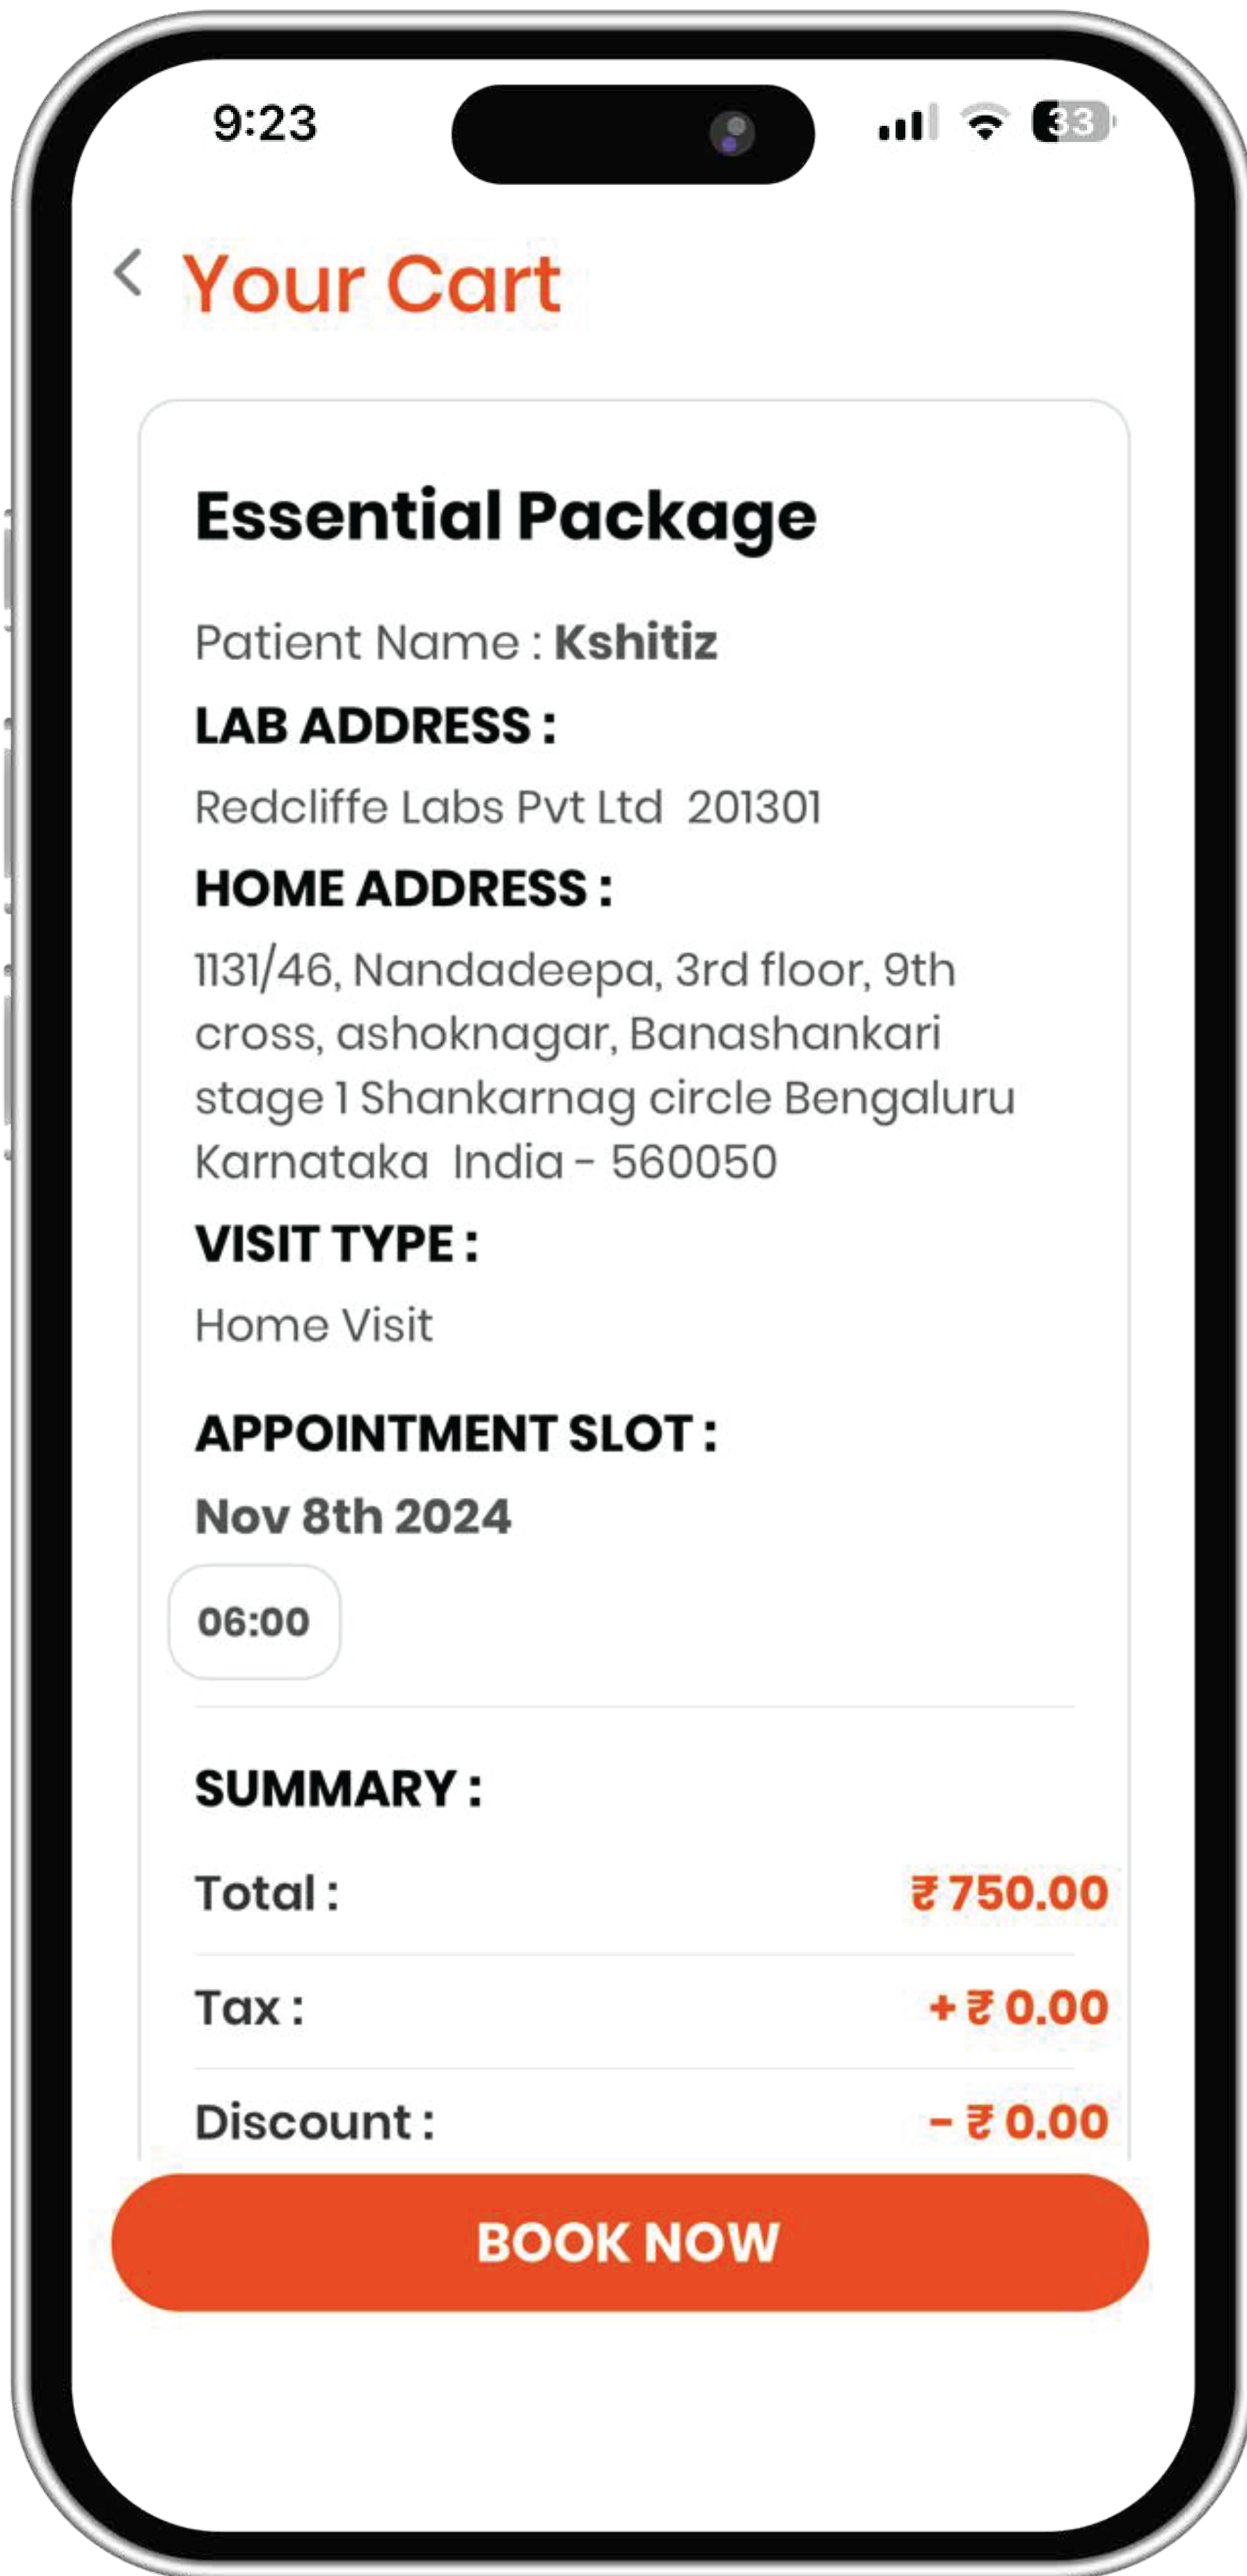 9:23
33
Your Cart
Essential Package
Patient Name : Kshitiz
LAB ADDRESS :
Redcliffe Labs Pvt Ltd  201301
HOME ADDRESS :
1131/46, Nandadeepa, 3rd floor, 9th
cross, ashoknagar, Banashankari
stage 1 Shankarnag circle Bengaluru
Karnataka  India - 560050
VISIT TYPE :
Home Visit
APPOINTMENT SLOT :
Nov 8th 2024
06:00
SUMMARY :
Total : ₹ 750.00
Tax : + ₹ 0.00
Discount : - ₹ 0.00
BOOK NOW